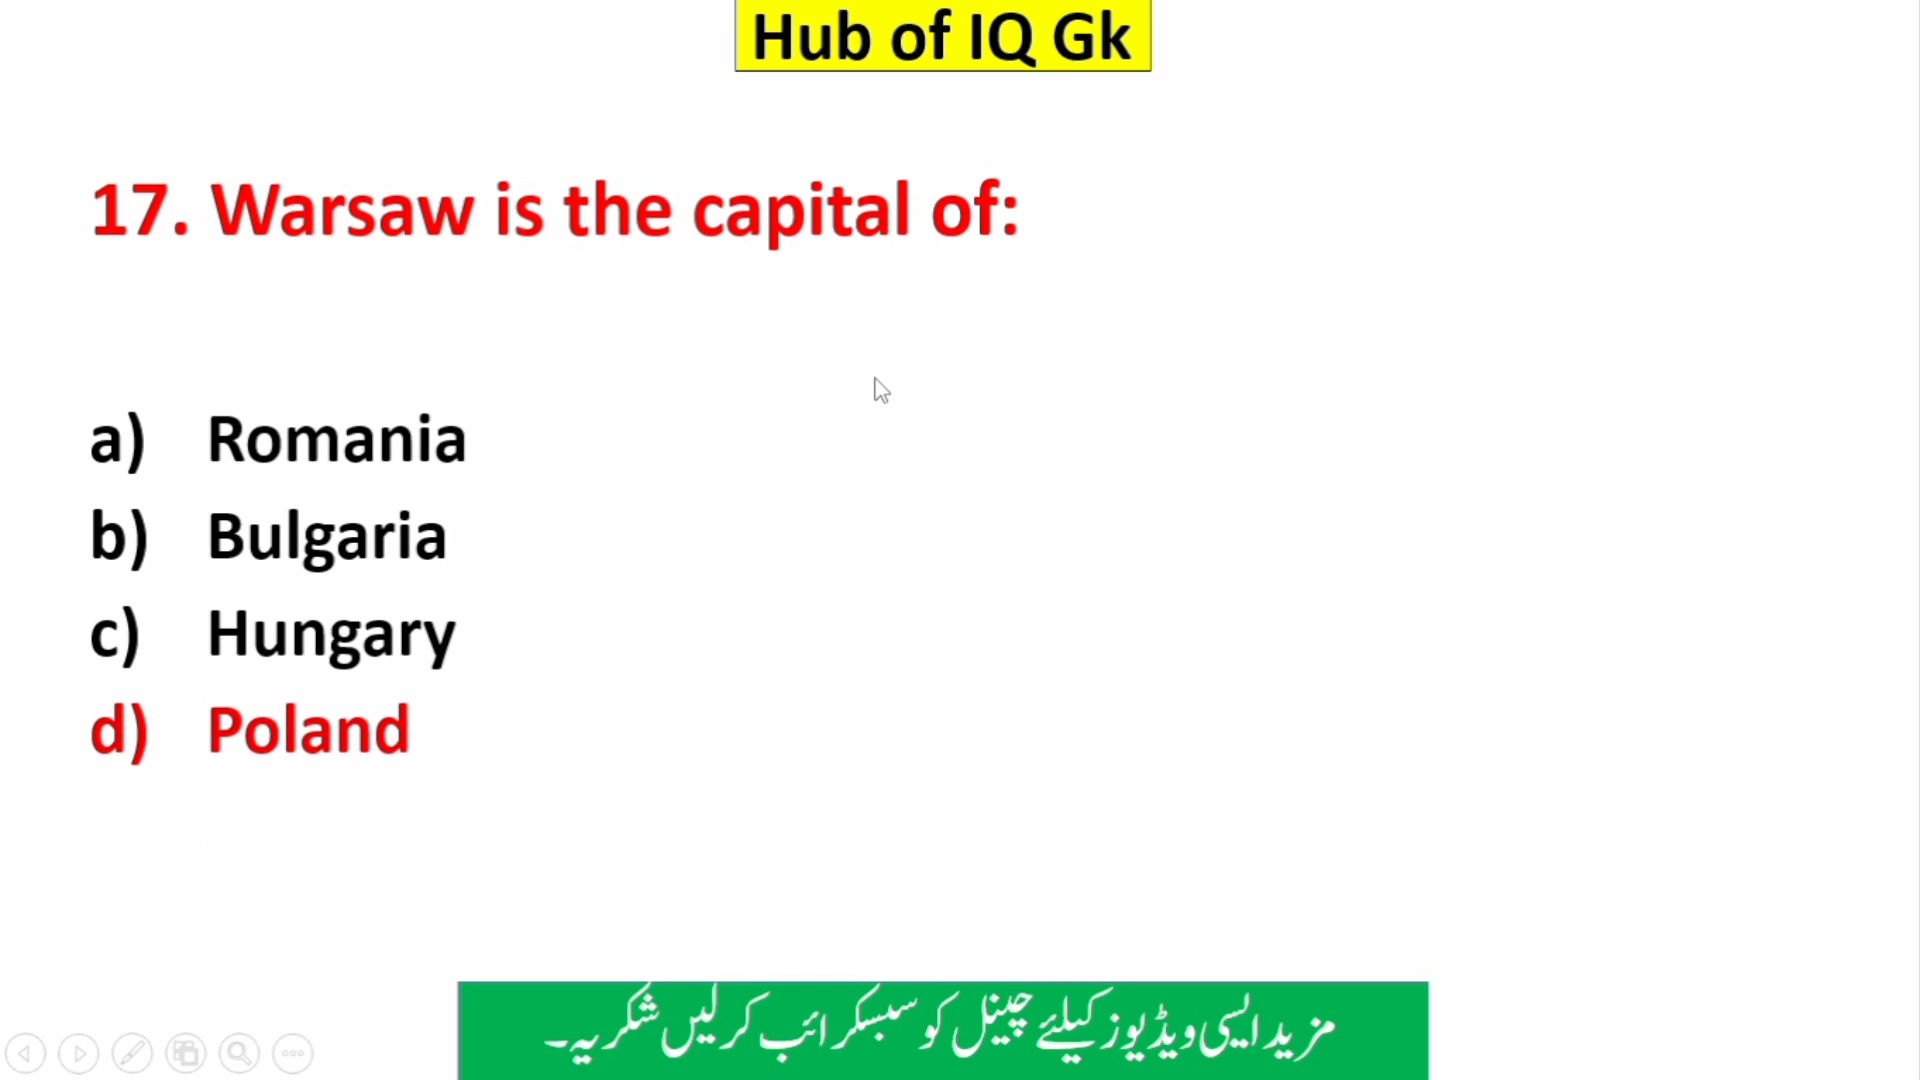 Hub of IQ Gk
17. Warsaw is the capital of:
a) Romania
b) Bulgaria
c) Hungary
d) Poland
مزید ایسی ویڈیوز کیلئے چینل کو سبسکرائب کر لیں شکریہ۔